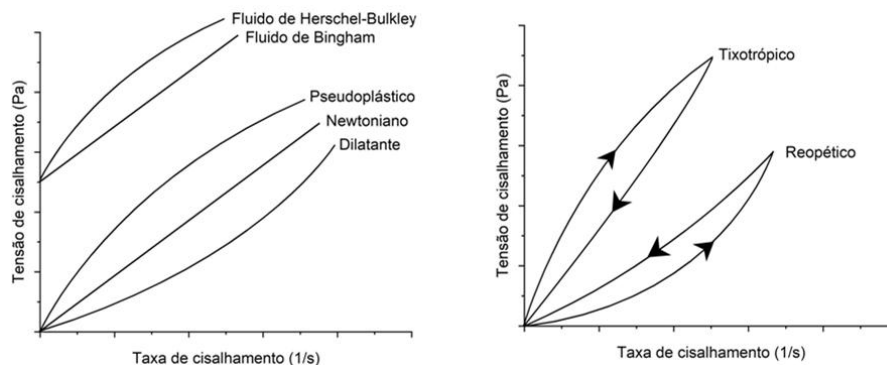 Fluido de Herschel-Bulkley
Fluido de Bingham
Pseudoplástico
Newtoniano
Dilatante
Tensão de cisalhamento (Pa)
Taxa de cisalhamento (1/s)
Tixotrópico
Reopético
Tensão de cisalhamento (Pa)
Taxa de cisalhamento (1/s)